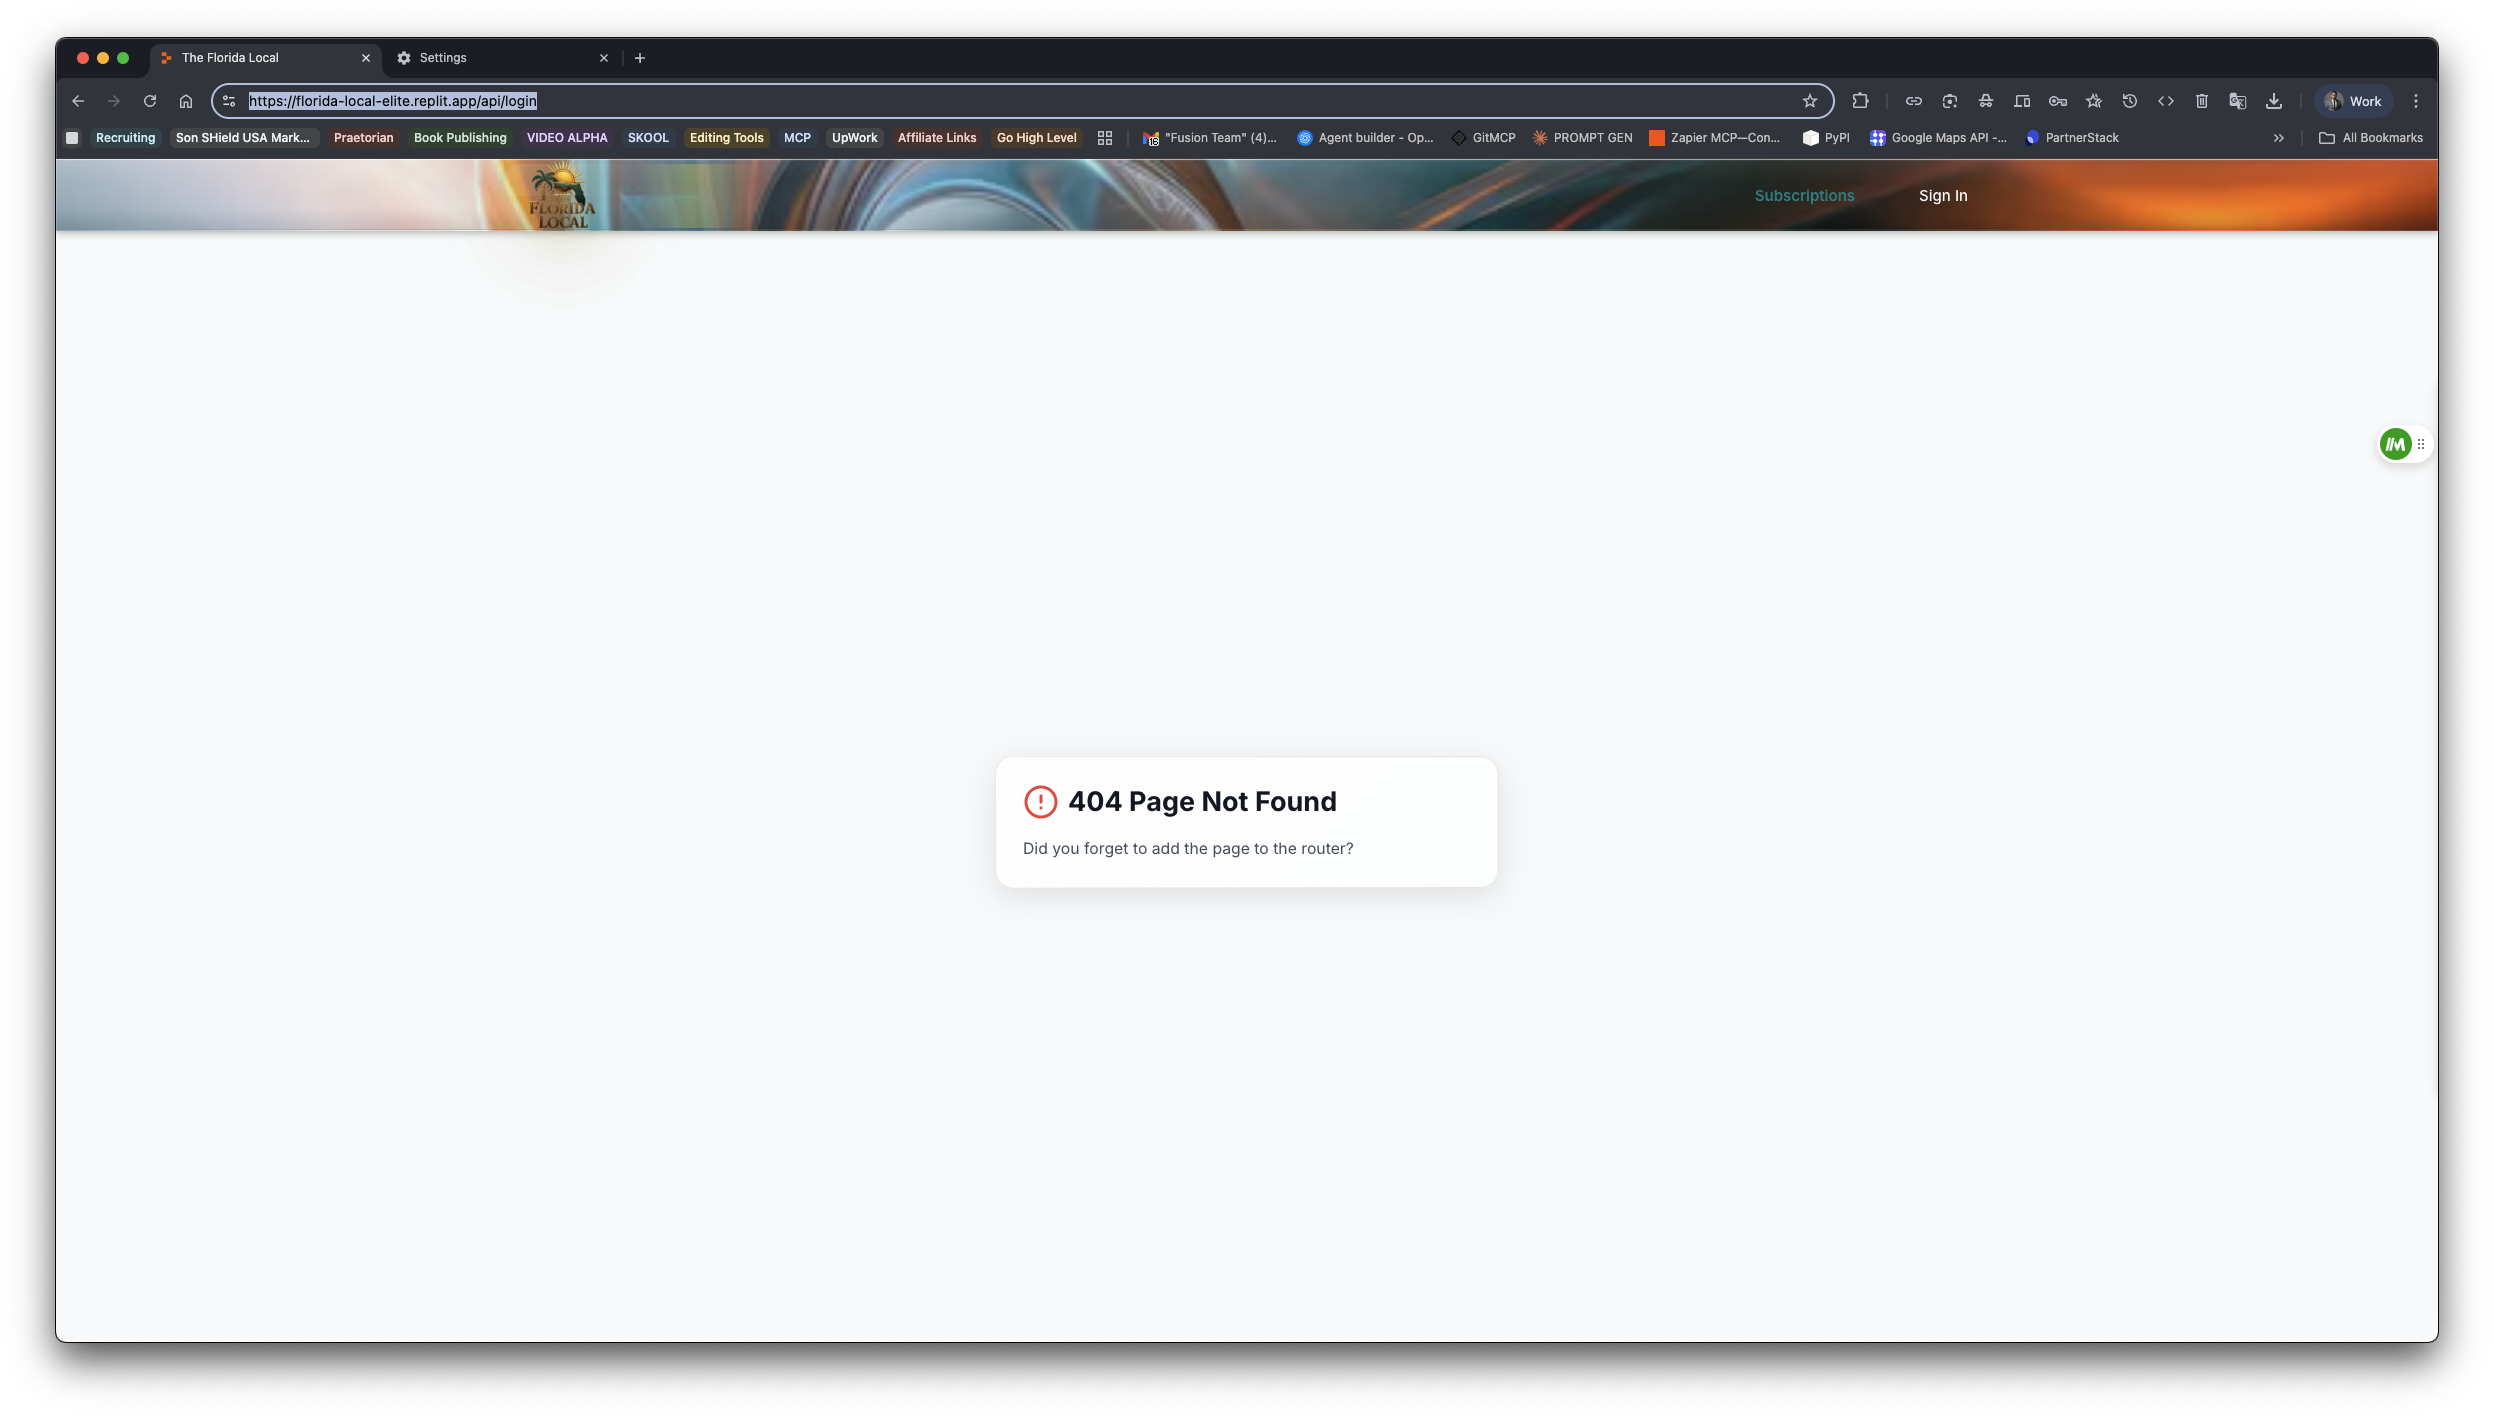 The Florida Local
Settings
https://florida-local-elite.replit.app/api/login
Work
Recruiting
Son SHield USA Mark...
Praetorian
Book Publishing
VIDEO ALPHA
SKOOL
Editing Tools
MCP
UpWork
Affiliate Links
Go High Level
"Fusion Team" (4)...
Agent builder - Op...
GitMCP
PROMPT GEN
Zapier MCP—Con...
PyPI
Google Maps API -...
PartnerStack
All Bookmarks
FLORIDA
LOCAL
Subscriptions
Sign In
404 Page Not Found
Did you forget to add the page to the router?